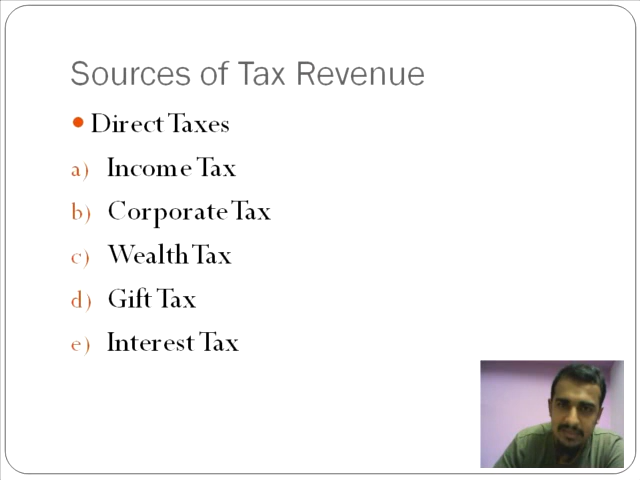 Sources of Tax Revenue
Direct Taxes
a) Income Tax
b) Corporate Tax
c) Wealth Tax
d) Gift Tax
e) Interest Tax